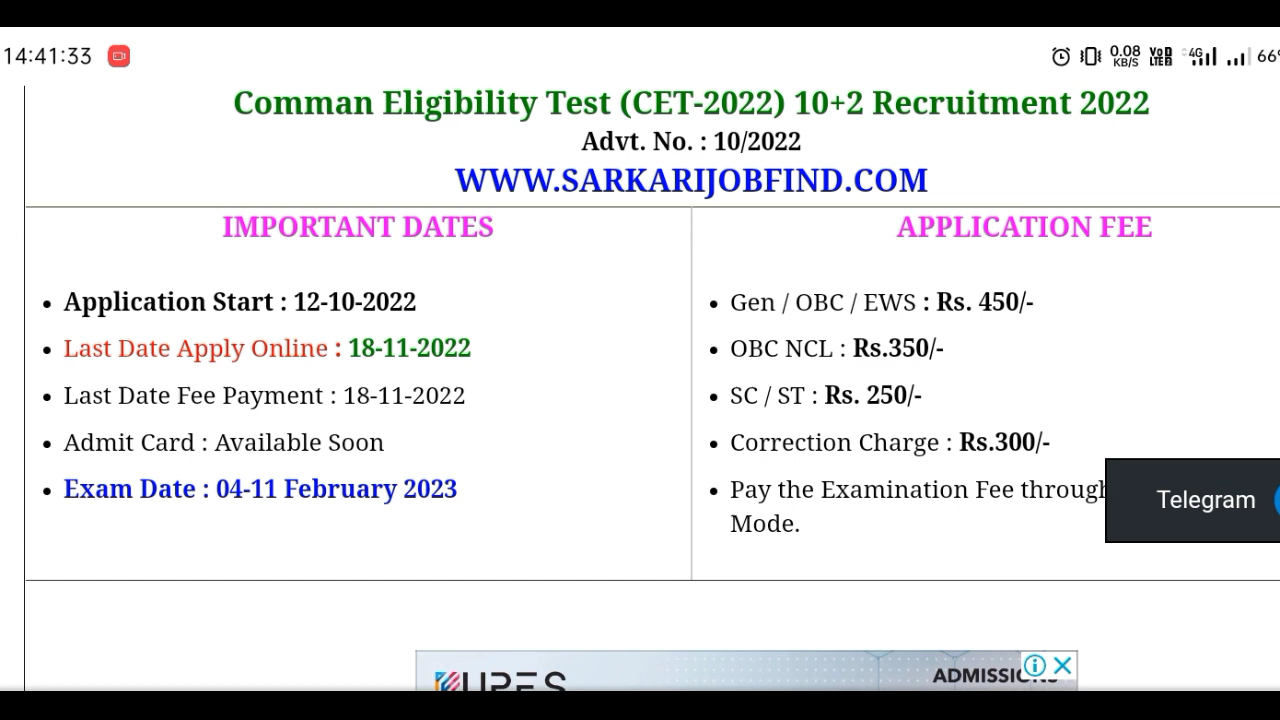 14:41:33
0.08 KB/S
VoD LTE
4G
Comman Eligibility Test (CET-2022) 10+2 Recruitment 2022
Advt. No. : 10/2022
WWW.SARKARIJOBFIND.COM
IMPORTANT DATES
• Application Start : 12-10-2022
• Last Date Apply Online : 18-11-2022
• Last Date Fee Payment : 18-11-2022
• Admit Card : Available Soon
• Exam Date : 04-11 February 2023
APPLICATION FEE
• Gen / OBC / EWS : Rs. 450/-
• OBC NCL : Rs.350/-
• SC / ST : Rs. 250/-
• Correction Charge : Rs.300/-
• Pay the Examination Fee through
Mode.
Telegram
UPES